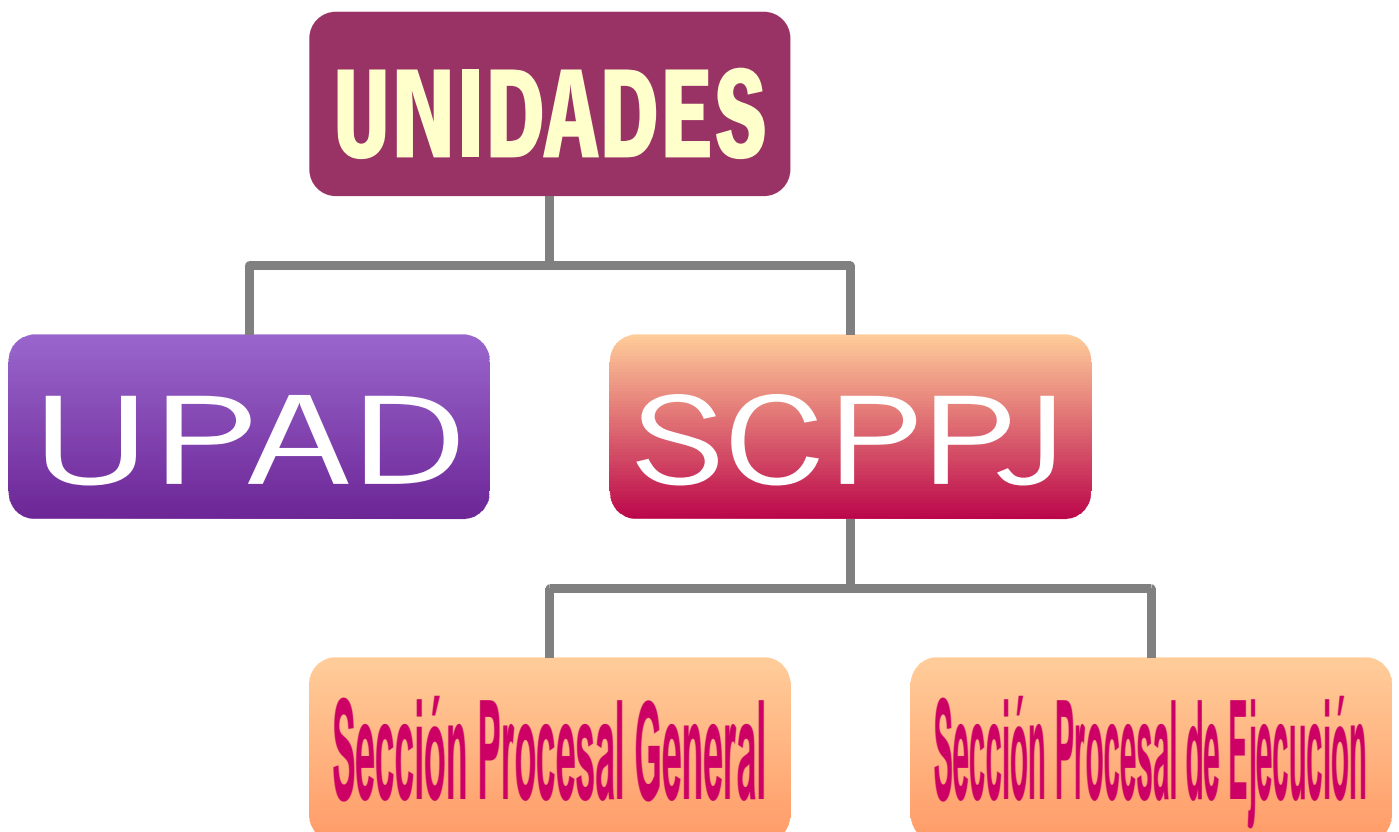 UNIDADES
UPAD
SCPPJ
Sección Procesal General
Sección Procesal de Ejecución